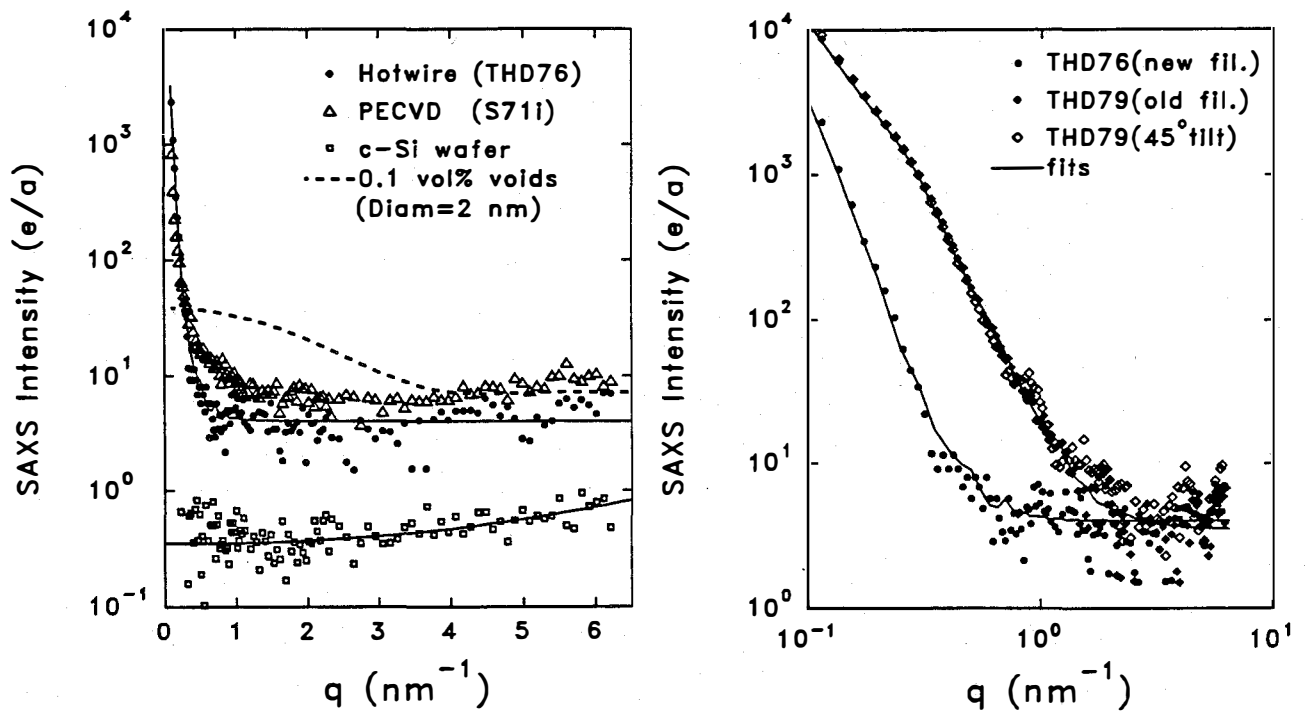 10^4
10^3
10^2
10^1
10^0
10^-1
SAXS Intensity (e/a)
Hotwire (THD76)
PECVD (S71i)
c-Si wafer
0.1 vol% voids
(Diam=2 nm)
0 1 2 3 4 5 6
q (nm^-1)
10^4
10^3
10^2
10^1
10^0
SAXS Intensity (e/a)
THD76(new fil.)
THD79(old fil.)
THD79(45°tilt)
fits
10^-1 10^0 10^1
q (nm^-1)